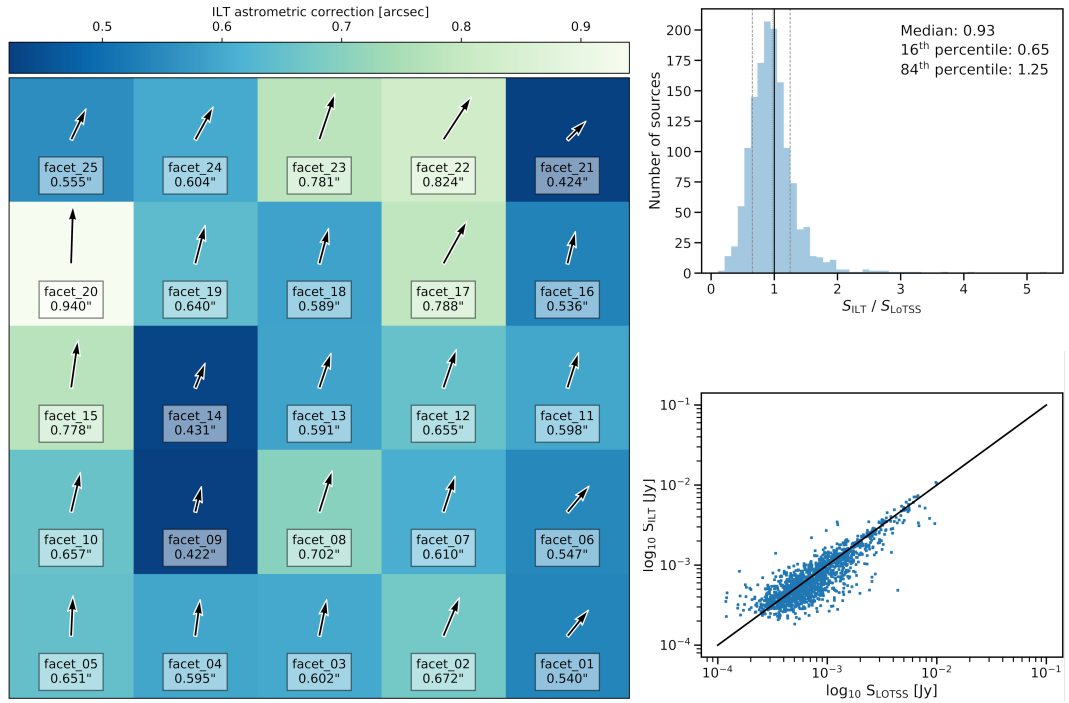 ILT astrometric correction [arcsec]
0.5 0.6 0.7 0.8 0.9
facet_25 facet_24 facet_23 facet_22 facet_21
0.555" 0.604" 0.781" 0.824" 0.424"
facet_20 facet_19 facet_18 facet_17 facet_16
0.940" 0.640" 0.589" 0.788" 0.536"
facet_15 facet_14 facet_13 facet_12 facet_11
0.778" 0.431" 0.591" 0.655" 0.598"
facet_10 facet_09 facet_08 facet_07 facet_06
0.657" 0.422" 0.702" 0.610" 0.547"
facet_05 facet_04 facet_03 facet_02 facet_01
0.651" 0.595" 0.602" 0.672" 0.540"
Number of sources
200
175
150
125
100
75
50
25
0
Median: 0.93
16th percentile: 0.65
84th percentile: 1.25
0 1 2 3 4 5
S_ILT / S_LoTSS
log10 S_ILT [Jy]
10^-1
10^-2
10^-3
10^-4
10^-4 10^-3 10^-2 10^-1
log10 S_LOTSS [Jy]